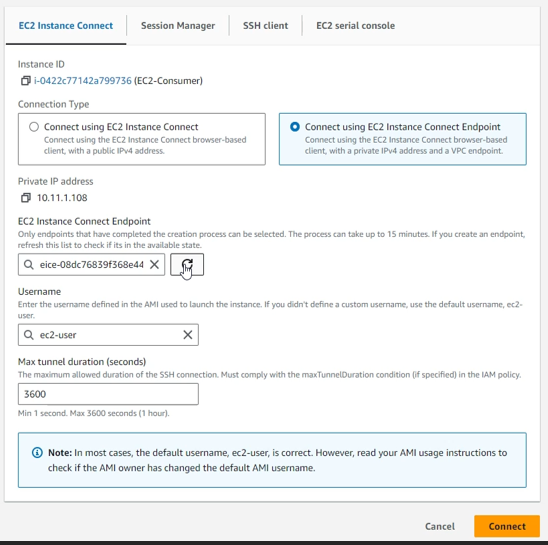 EC2 Instance Connect
Session Manager
SSH client
EC2 serial console
Instance ID
i-0422c77142a799736 (EC2-Consumer)
Connection Type
Connect using EC2 Instance Connect
Connect using the EC2 Instance Connect browser-based
client, with a public IPv4 address.
Connect using EC2 Instance Connect Endpoint
Connect using the EC2 Instance Connect browser-based
client, with a private IPv4 address and a VPC endpoint.
Private IP address
10.11.1.108
EC2 Instance Connect Endpoint
Only endpoints that have completed the creation process can be selected. The process can take up to 15 minutes. If you create an endpoint,
refresh this list to check if its in the available state.
eice-08dc76839f368e44
Username
Enter the username defined in the AMI used to launch the instance. If you didn't define a custom username, use the default username, ec2-
user.
ec2-user
Max tunnel duration (seconds)
The maximum allowed duration of the SSH connection. Must comply with the maxTunnelDuration condition (if specified) in the IAM policy.
3600
Min 1 second. Max 3600 seconds (1 hour).
Note: In most cases, the default username, ec2-user, is correct. However, read your AMI usage instructions to
check if the AMI owner has changed the default AMI username.
Cancel
Connect